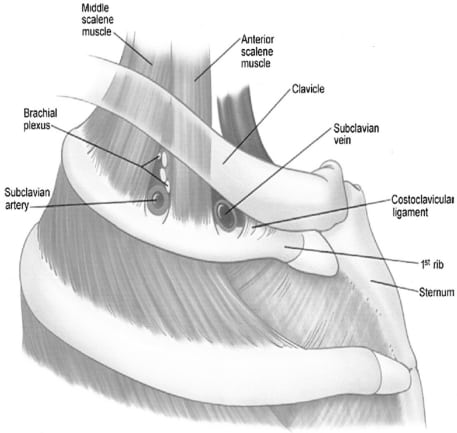 Middle
scalene
muscle
Anterior
scalene
muscle
Clavicle
Brachial
plexus
Subclavian
vein
Subclavian
artery
Costoclavicular
ligament
1st rib
Sternum